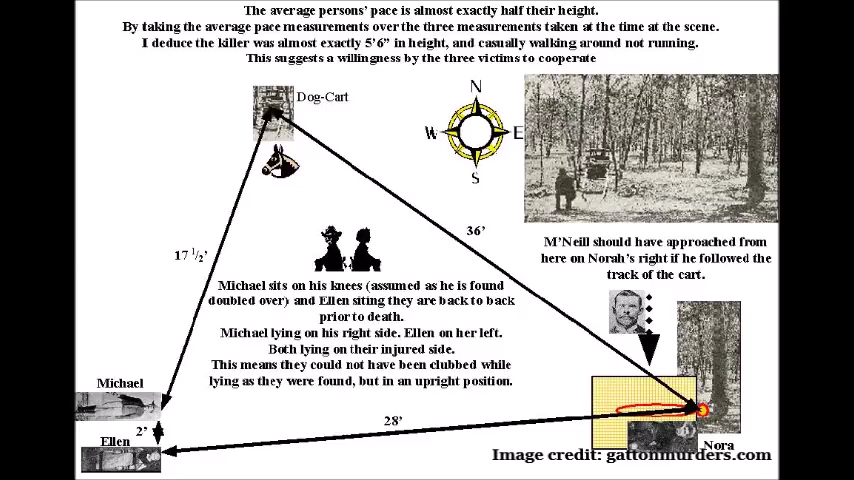 The average persons' pace is almost exactly half their height.
By taking the average pace measurements over the three measurements taken at the time at the scene.
I deduce the killer was almost exactly 5'6" in height, and casually walking around not running.
This suggests a willingness by the three victims to cooperate
Dog-Cart
N
W
E
S
36'
17 1/2'
M'Neill should have approached from
here on Norah's right if he followed the
track of the cart.
Michael sits on his knees (assumed as he is found
doubled over) and Ellen siting they are back to back
prior to death.
Michael lying on his right side. Ellen on her left.
Both lying on their injured side.
This means they could not have been clubbed while
lying as they were found, but in an upright position.
Michael
2'
Ellen
28'
Nora
Image credit: gattonmurders.com